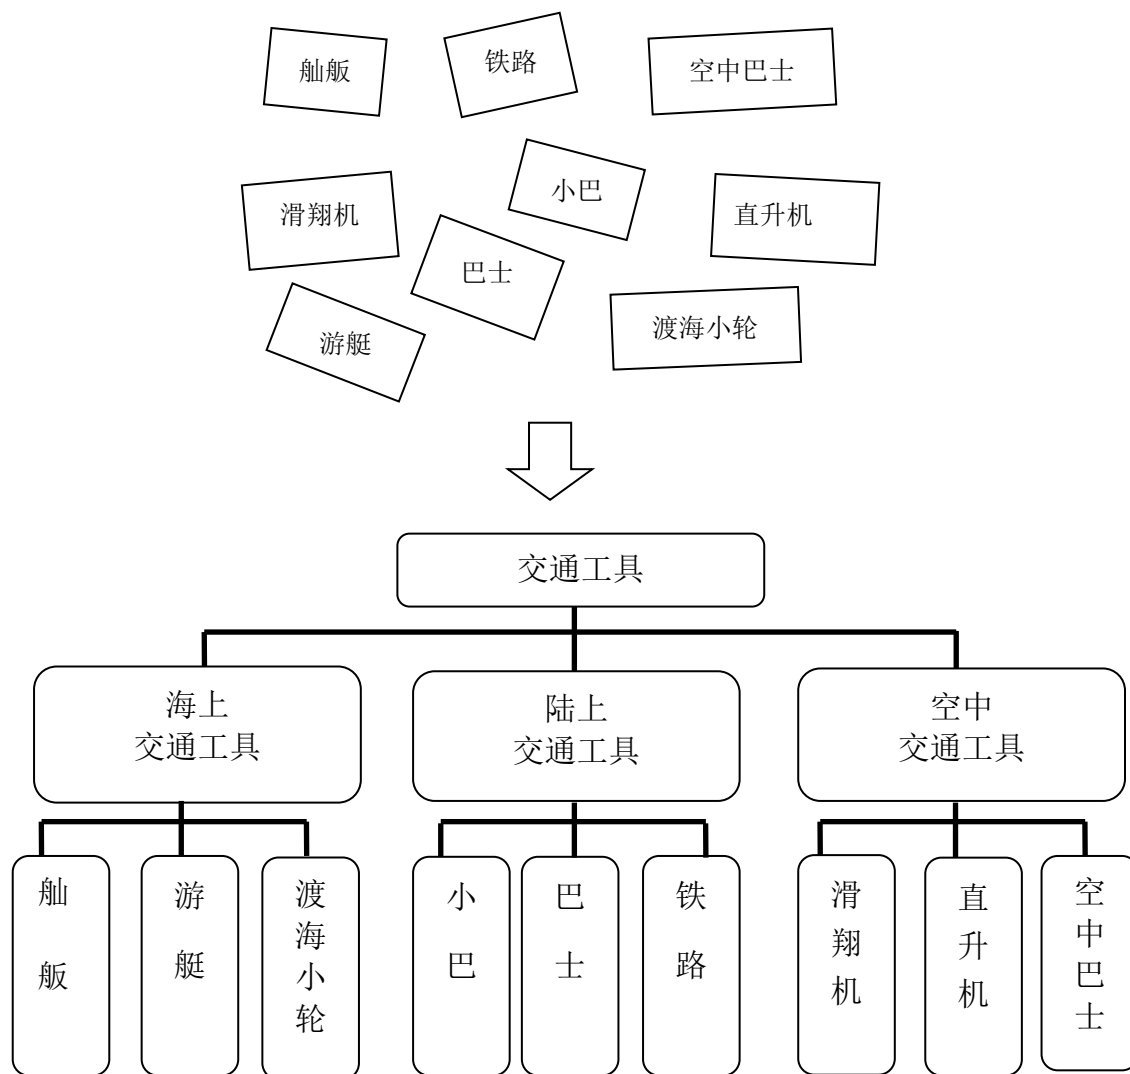 舢舨
铁路
空中巴士
滑翔机
小巴
直升机
巴士
游艇
渡海小轮
交通工具
海上
交通工具
陆上
交通工具
空中
交通工具
舢舨
游艇
渡海小轮
小巴
巴士
铁路
滑翔机
直升机
空中巴士